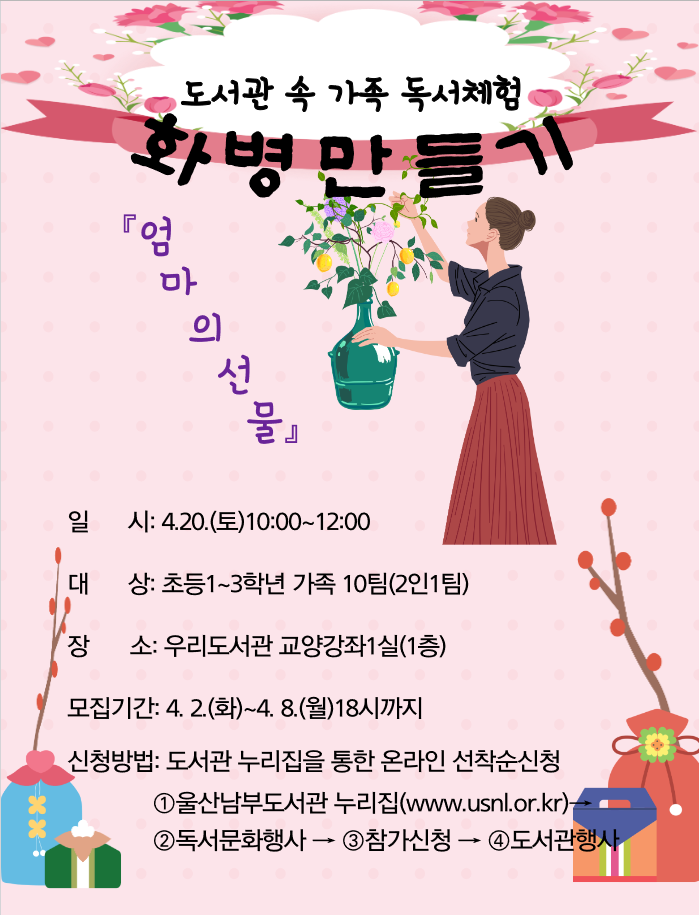 도서관 속 가족 독서체험
화병만들기
『엄마의선물』
일 시: 4.20.(토)10:00~12:00
대 상: 초등1~3학년 가족 10팀(2인1팀)
장 소: 우리도서관 교양강좌1실(1층)
모집기간: 4. 2.(화)~4. 8.(월)18시까지
신청방법: 도서관 누리집을 통한 온라인 선착순신청
①울산남부도서관 누리집(www.usnl.or.kr)→
②독서문화행사 → ③참가신청 → ④도서관행사